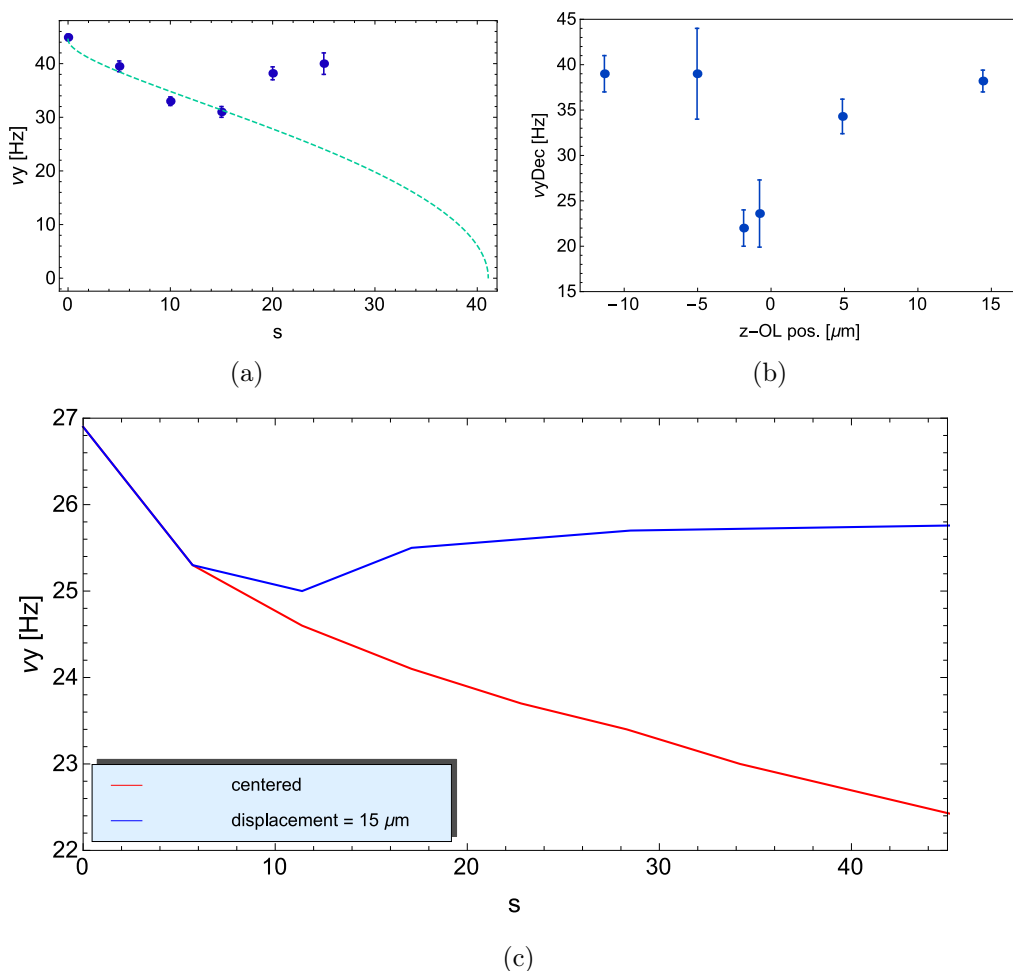 νy [Hz]
40
30
20
10
0
0 10 20 30 40
s
(a)
νyDec [Hz]
45
40
35
30
25
20
15
−10 −5 0 5 10 15
z−OL pos. [μm]
(b)
νy [Hz]
27
26
25
24
23
22
centered
displacement = 15 μm
0 10 20 30 40
s
(c)